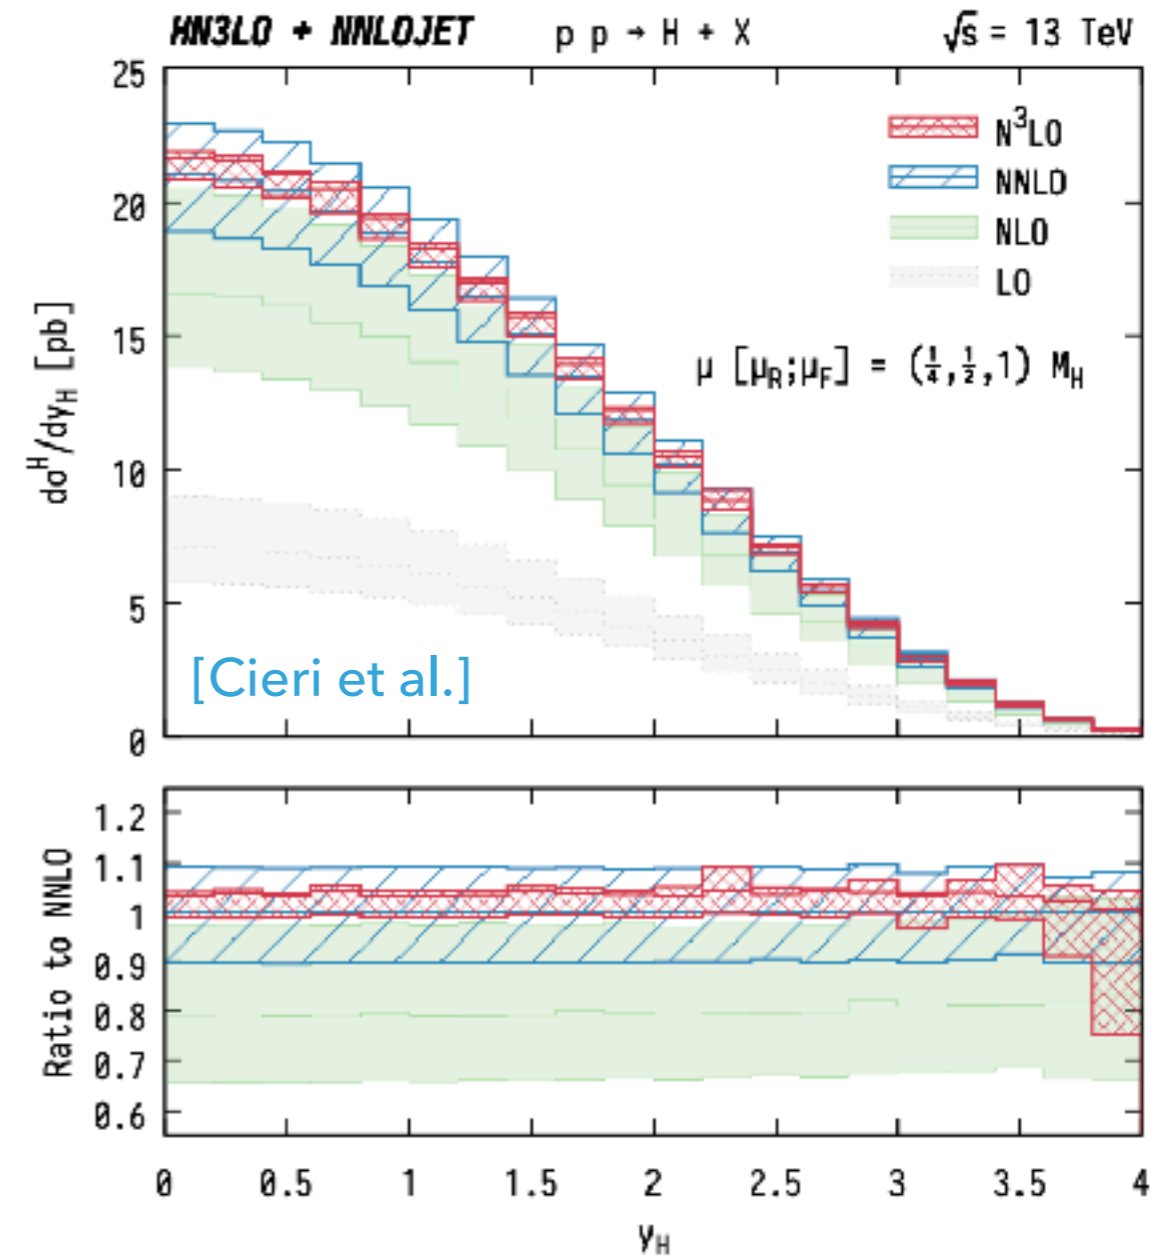 HN3LO + NNLOJET p p → H + X √s = 13 TeV
25
20
15
10
5
0
dσᴴ/dy_H [pb]
N³LO
NNLO
NLO
LO
μ [μ_R;μ_F] = (¼,½,1) M_H
[Cieri et al.]
1.2
1.1
1
0.9
0.8
0.7
0.6
Ratio to NNLO
0 0.5 1 1.5 2 2.5 3 3.5 4
y_H